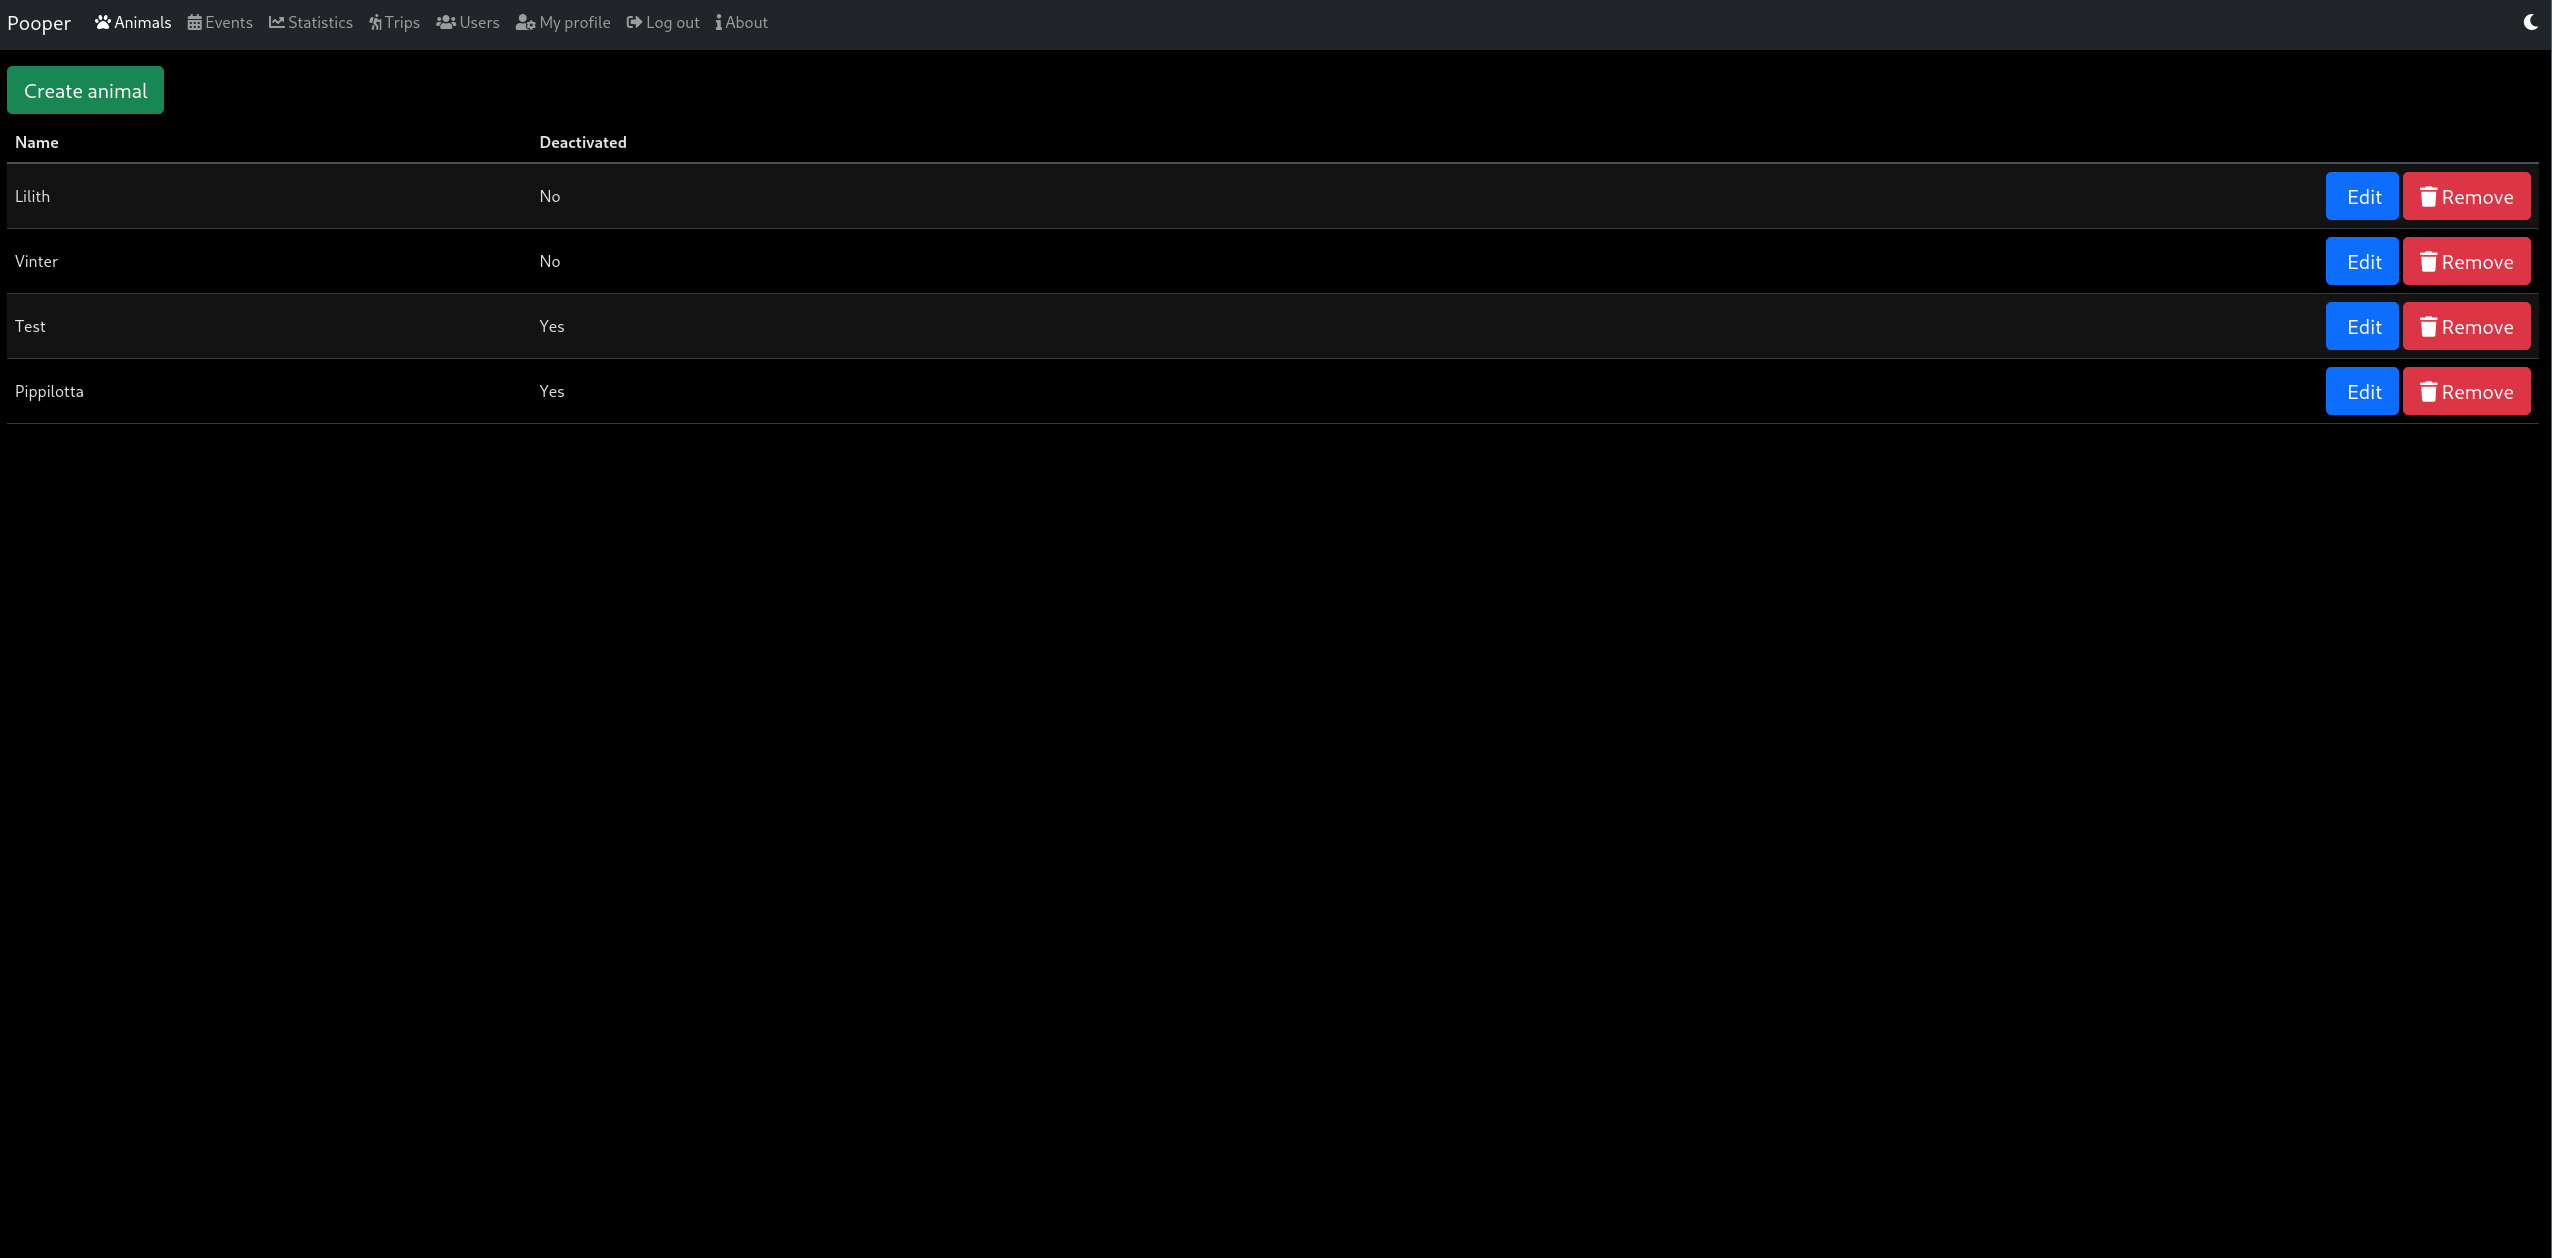 Pooper Animals Events Statistics Trips Users My profile Log out About
Create animal
Name Deactivated
Lilith No Edit Remove
Vinter No Edit Remove
Test Yes Edit Remove
Pippilotta Yes Edit Remove